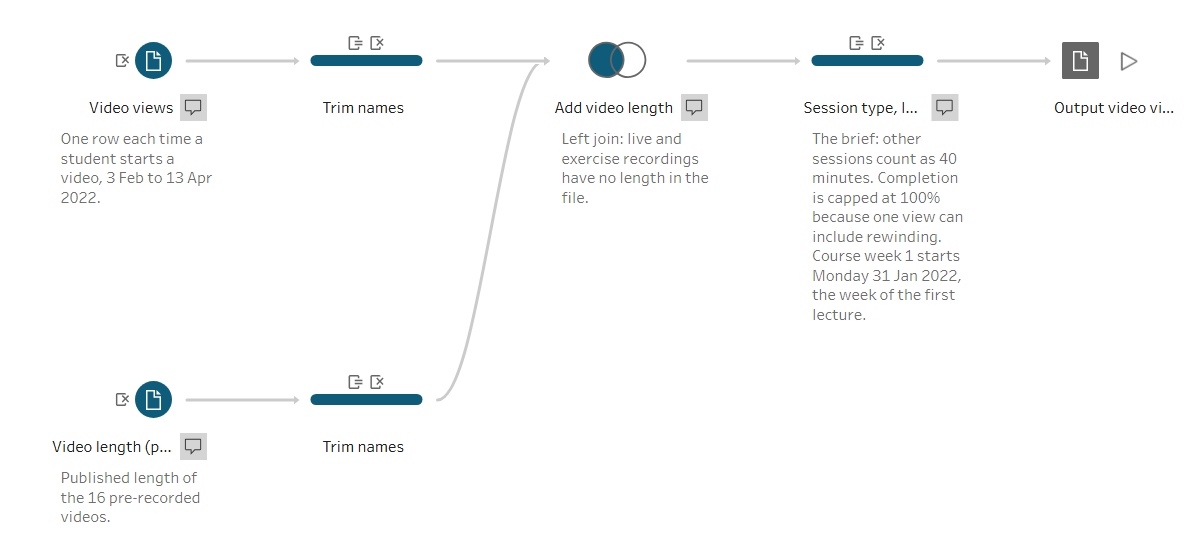 Video views
One row each time a
student starts a
video, 3 Feb to 13 Apr
2022.
Trim names
Add video length
Left join: live and
exercise recordings
have no length in the
file.
Session type, l...
The brief: other
sessions count as 40
minutes. Completion
is capped at 100%
because one view can
include rewinding.
Course week 1 starts
Monday 31 Jan 2022,
the week of the first
lecture.
Output video vi...
Video length (p...
Published length of
the 16 pre-recorded
videos.
Trim names